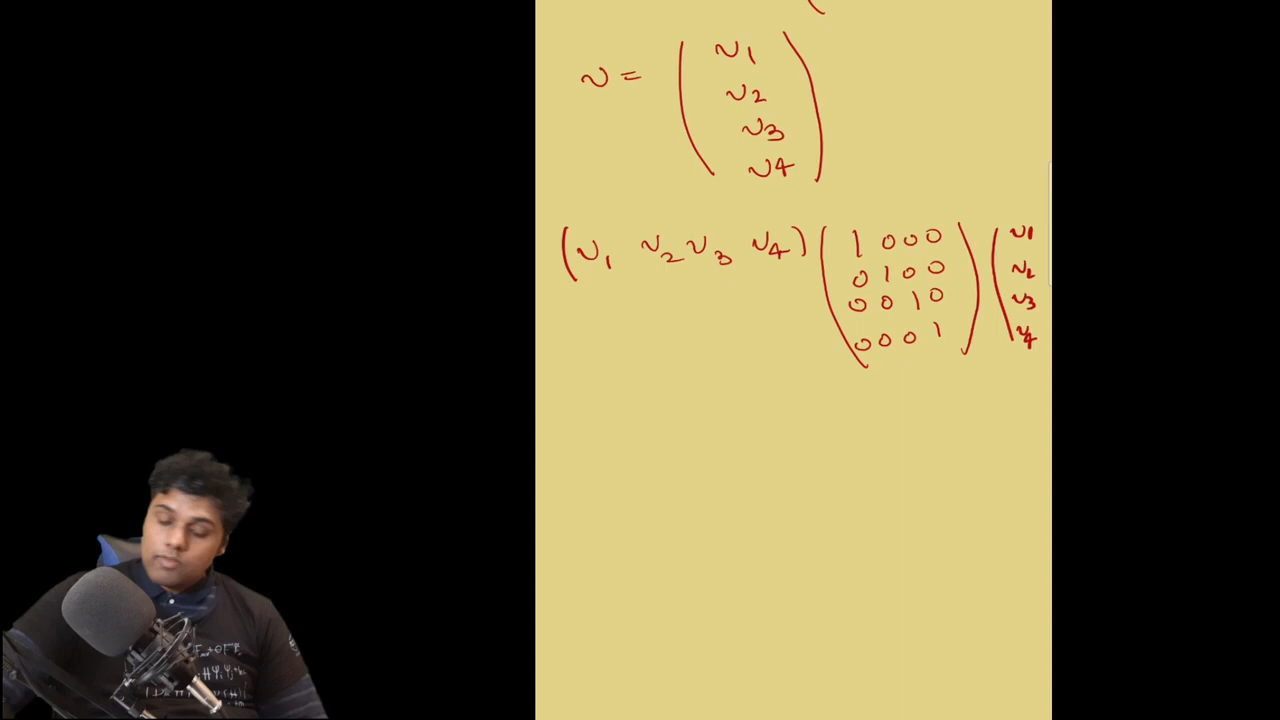 v = ( v1
v2
v3
v4 )
(v1 v2 v3 v4) ( 1 0 0 0 ) ( v1
0 1 0 0 v2
0 0 1 0 v3
0 0 0 1 v4